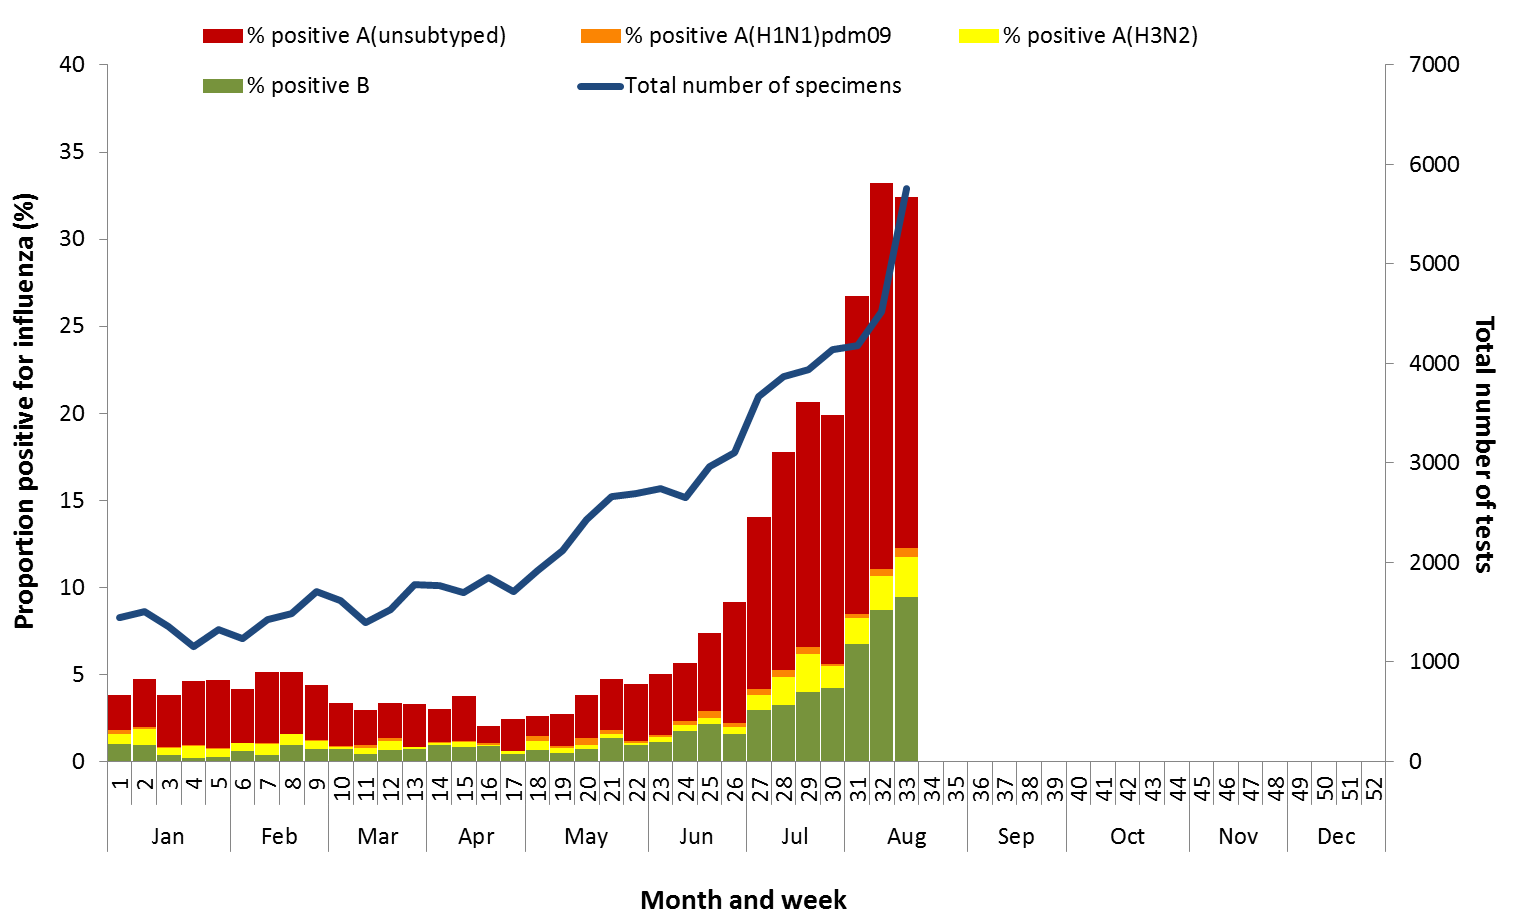 % positive A(unsubtyped) % positive A(H1N1)pdm09 % positive A(H3N2)
% positive B Total number of specimens
Proportion positive for influenza (%)
40
35
30
25
20
15
10
5
0
7000
6000
5000
4000
3000
2000
1000
0
Total number of tests
1 2 3 4 5 6 7 8 9 10 11 12 13 14 15 16 17 18 19 20 21 22 23 24 25 26 27 28 29 30 31 32 33 34 35 36 37 38 39 40 41 42 43 44 45 46 47 48 49 50 51 52
Jan Feb Mar Apr May Jun Jul Aug Sep Oct Nov Dec
Month and week